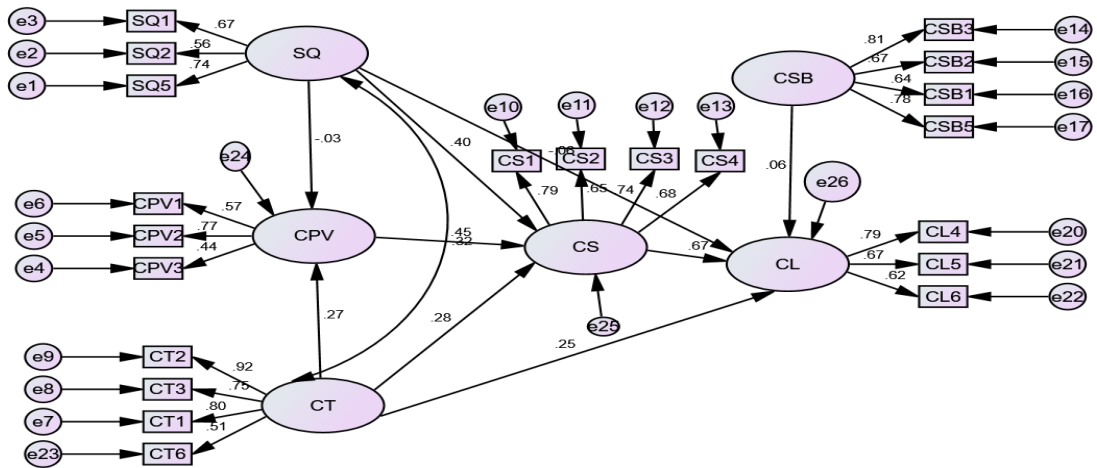 e3
SQ1
.67
e2
SQ2
.56
e1
SQ5
.74
SQ
-.03
e24
e6
CPV1
.57
e5
CPV2
.77
e4
CPV3
.44
CPV
.27
e9
CT2
.92
e8
CT3
.75
e7
CT1
.80
e23
CT6
.51
CT
.40
.45
.32
.28
.25
e10
e11
e12
e13
CS1
CS2
CS3
CS4
.79
.65
.74
.68
CS
e25
.67
CSB
.81
CSB3
e14
.67
CSB2
e15
.64
CSB1
e16
.78
CSB5
e17
.06
e26
CL
.79
CL4
e20
.67
CL5
e21
.62
CL6
e22